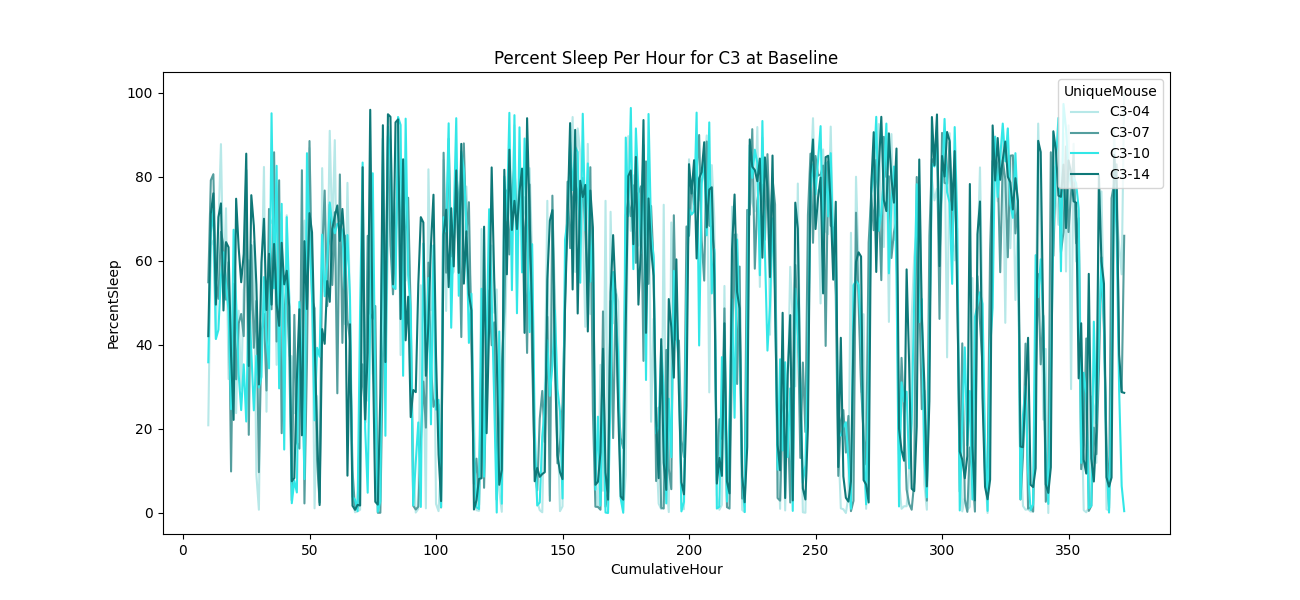 Percent Sleep Per Hour for C3 at Baseline
PercentSleep
100
80
60
40
20
0
UniqueMouse
C3-04
C3-07
C3-10
C3-14
0 50 100 150 200 250 300 350
CumulativeHour